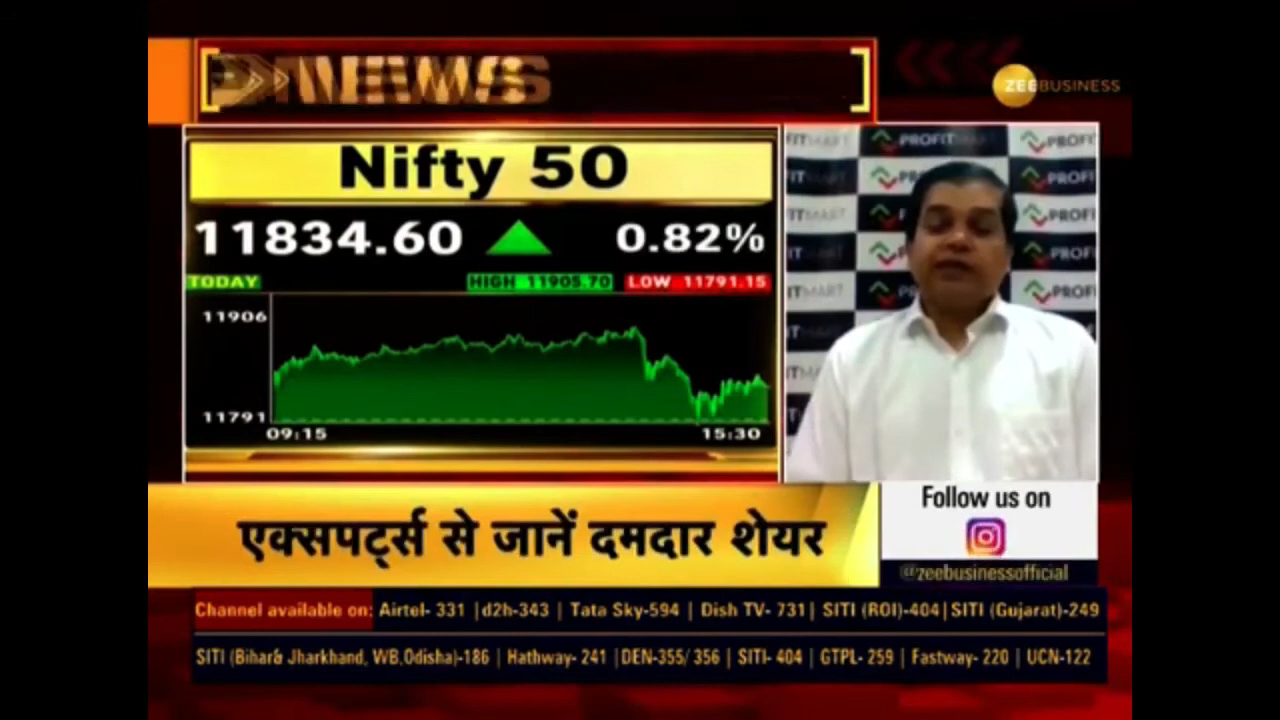 NEWS
ZEEBUSINESS
Nifty 50
11834.60 0.82%
TODAY HIGH 11905.70 LOW 11791.15
11906
11791
09:15 15:30
PROFITMART
एक्सपर्ट्स से जानें दमदार शेयर
Follow us on
@zeebusinessofficial
Channel available on: Airtel- 331 |d2h-343 | Tata Sky-594 | Dish TV- 731| SITI (ROI)-404| SITI (Gujarat)-249
SITI (Bihar& Jharkhand, WB,Odisha)-186 | Hathway- 241 |DEN-355/ 356 | SITI- 404 | GTPL- 259 | Fastway- 220 | UCN-122